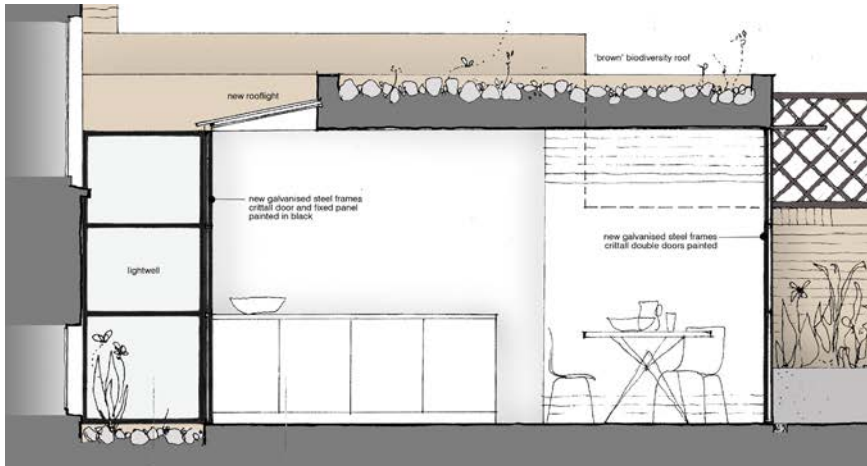 'brown' biodiversity roof
new rooflight
new galvanised steel frames
crittall door and fixed panel
painted in black
new galvanised steel frames
crittall double doors painted
lightwell